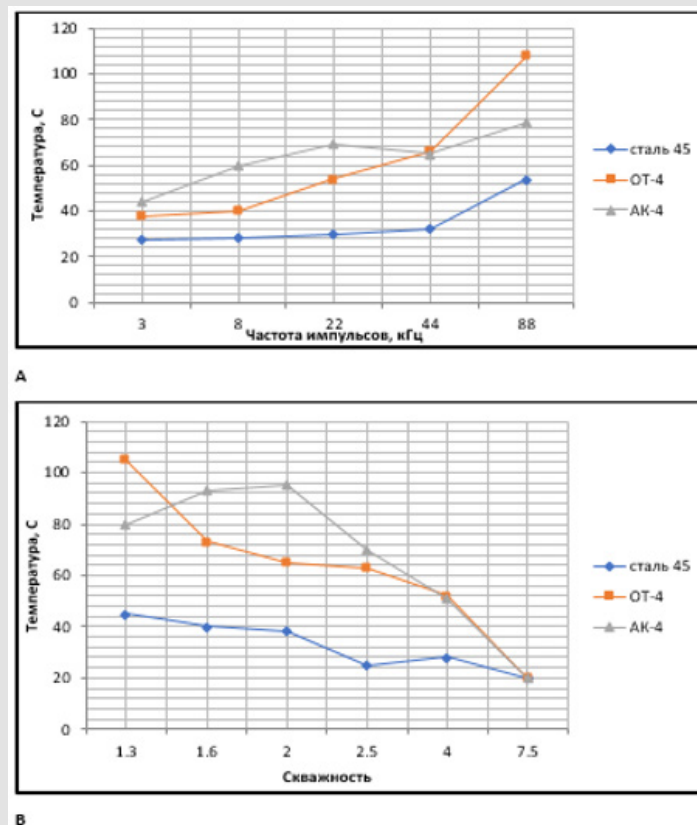 120
100
80
60
40
20
0
Температура, С
3 8 22 44 88
Частота импульсов, кГц
сталь 45
ОТ-4
АК-4
А
120
100
80
60
40
20
0
Температура, С
1.3 1.6 2 2.5 4 7.5
Скважность
сталь 45
ОТ-4
АК-4
В